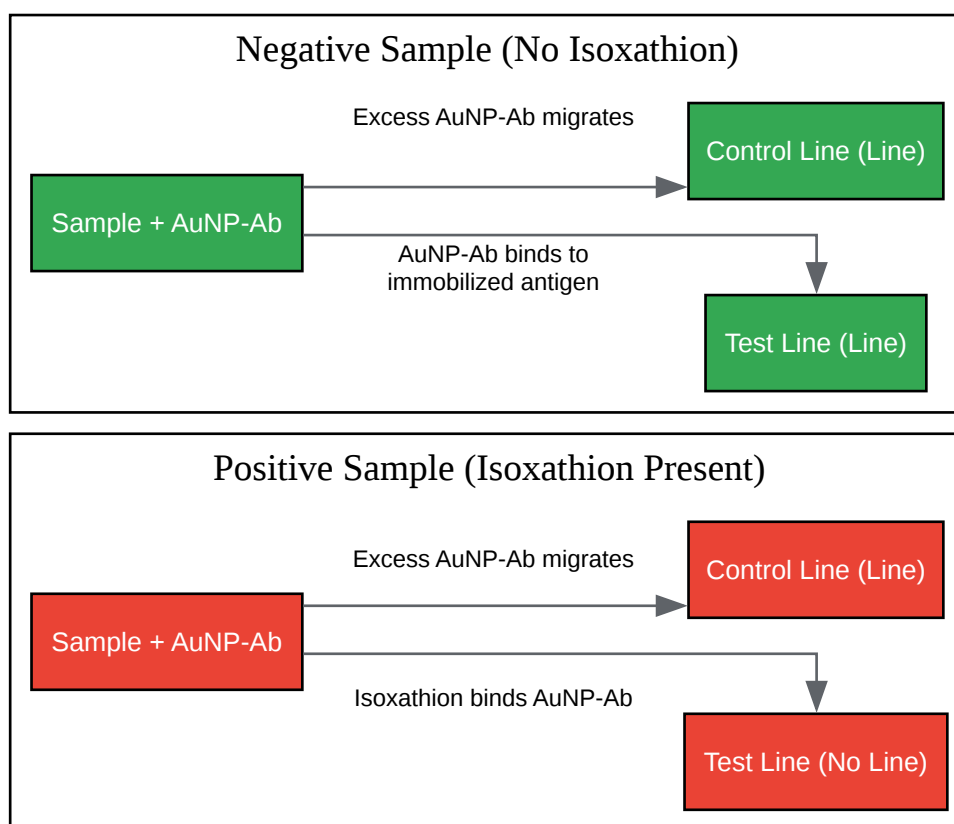 Negative Sample (No Isoxathion)
Excess AuNP-Ab migrates
Control Line (Line)
Sample + AuNP-Ab
AuNP-Ab binds to
immobilized antigen
Test Line (Line)
Positive Sample (Isoxathion Present)
Excess AuNP-Ab migrates
Control Line (Line)
Sample + AuNP-Ab
Isoxathion binds AuNP-Ab
Test Line (No Line)